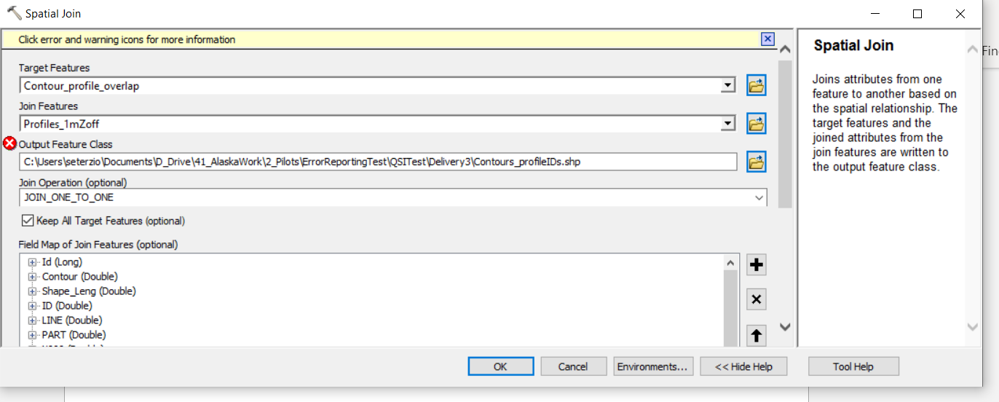 Spatial Join
Click error and warning icons for more information
Target Features
Contour_profile_overlap
Join Features
Profiles_1mZoff
Output Feature Class
C:\Users\seterzio\Documents\D_Drive\41_AlaskaWork\2_Pilots\ErrorReportingTest\QSITest\Delivery3\Contours_profileIDs.shp
Join Operation (optional)
JOIN_ONE_TO_ONE
Keep All Target Features (optional)
Field Map of Join Features (optional)
Id (Long)
Contour (Double)
Shape_Leng (Double)
ID (Double)
LINE (Double)
PART (Double)
OK
Cancel
Environments...
<< Hide Help
Tool Help
Spatial Join
Joins attributes from one
feature to another based on
the spatial relationship. The
target features and the
joined attributes from the
join features are written to
the output feature class.
Fin